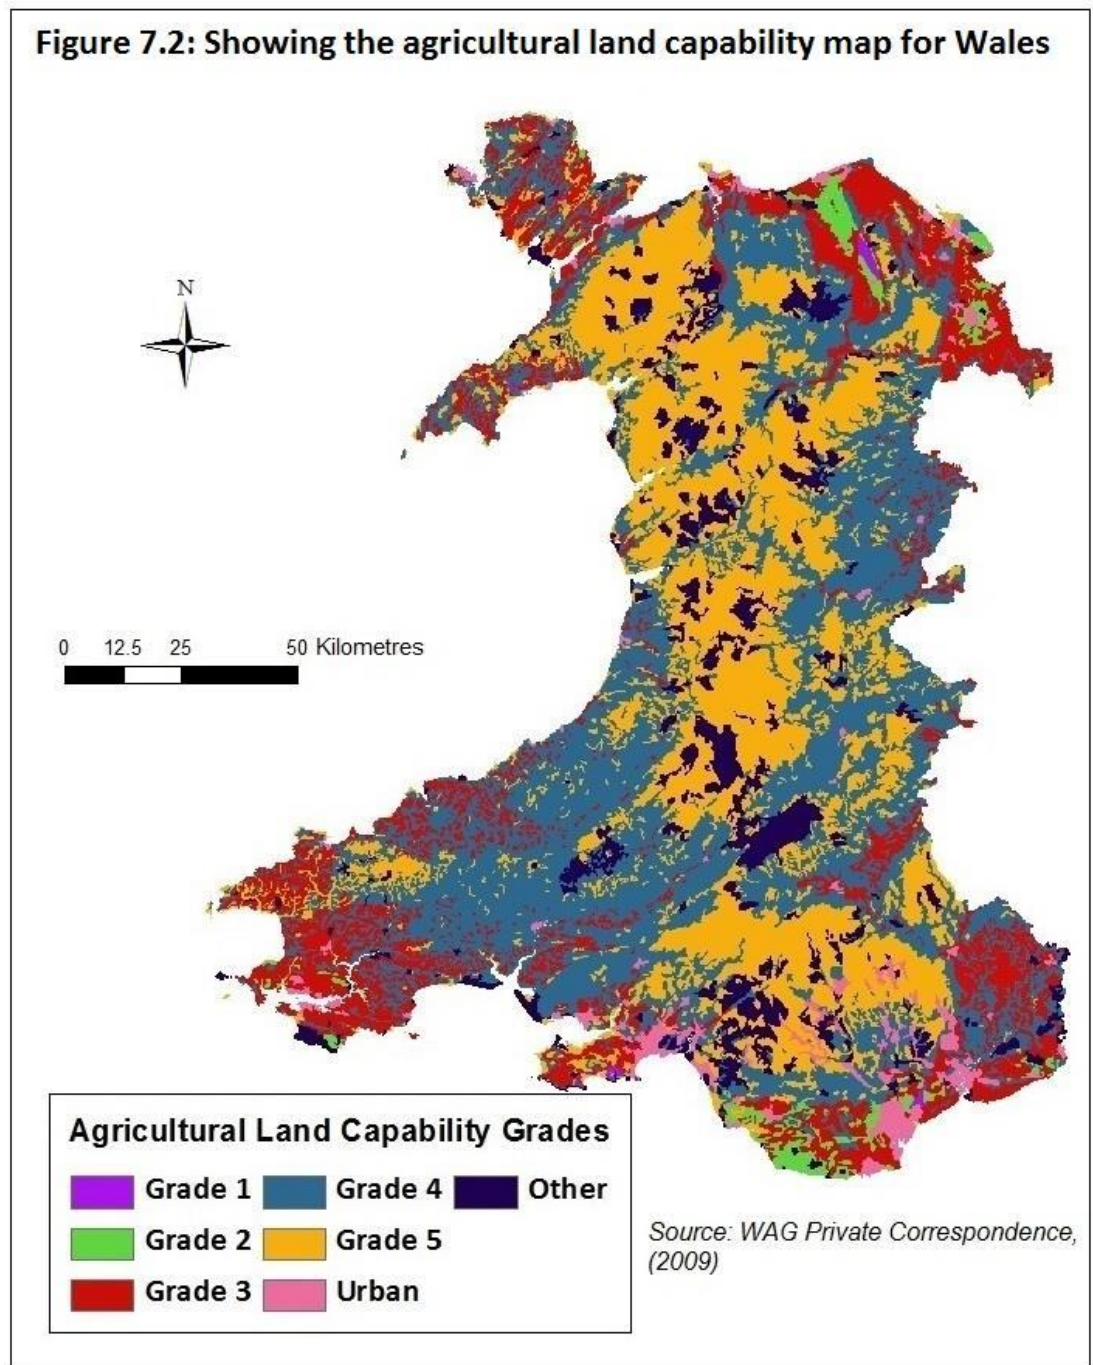 Figure 7.2: Showing the agricultural land capability map for Wales
N
0 12.5 25 50 Kilometres
Agricultural Land Capability Grades
Grade 1 Grade 4 Other
Grade 2 Grade 5
Grade 3 Urban
Source: WAG Private Correspondence,
(2009)